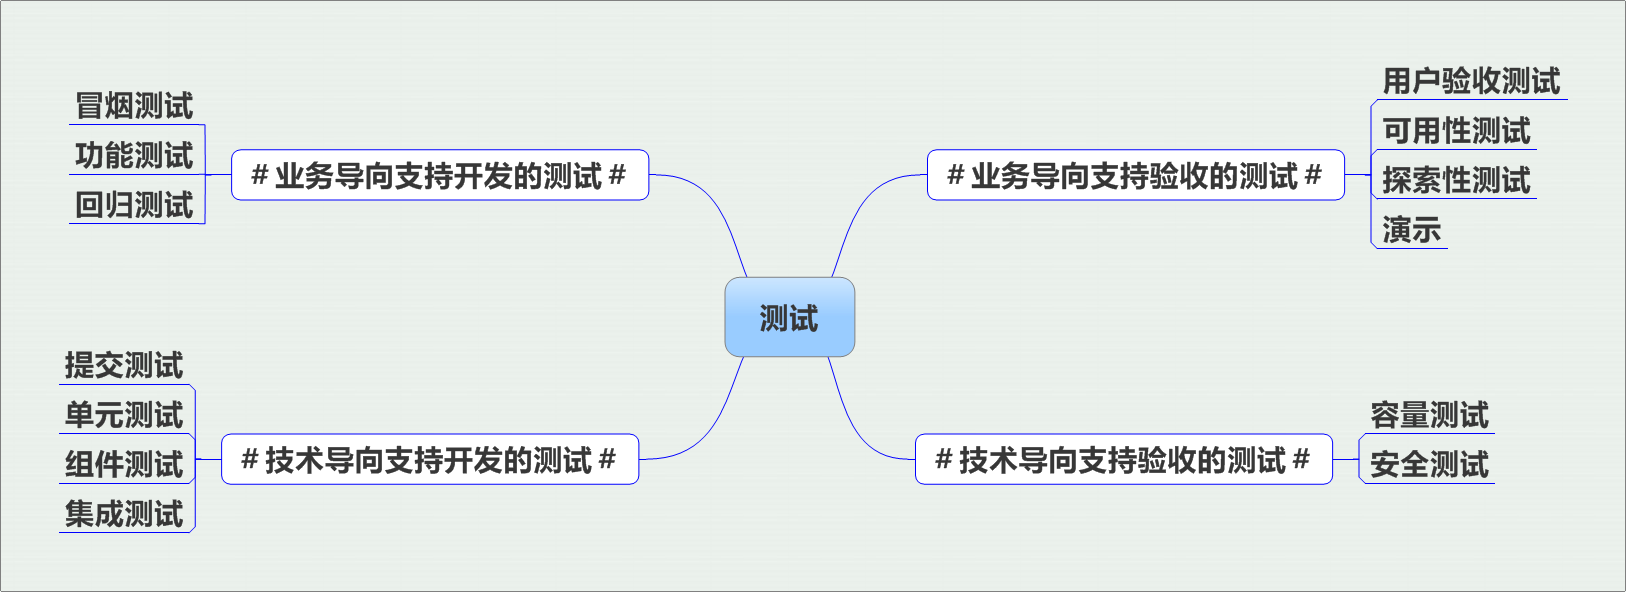 冒烟测试
功能测试
回归测试
#业务导向支持开发的测试#
提交测试
单元测试
组件测试
集成测试
#技术导向支持开发的测试#
测试
#业务导向支持验收的测试#
用户验收测试
可用性测试
探索性测试
演示
#技术导向支持验收的测试#
容量测试
安全测试